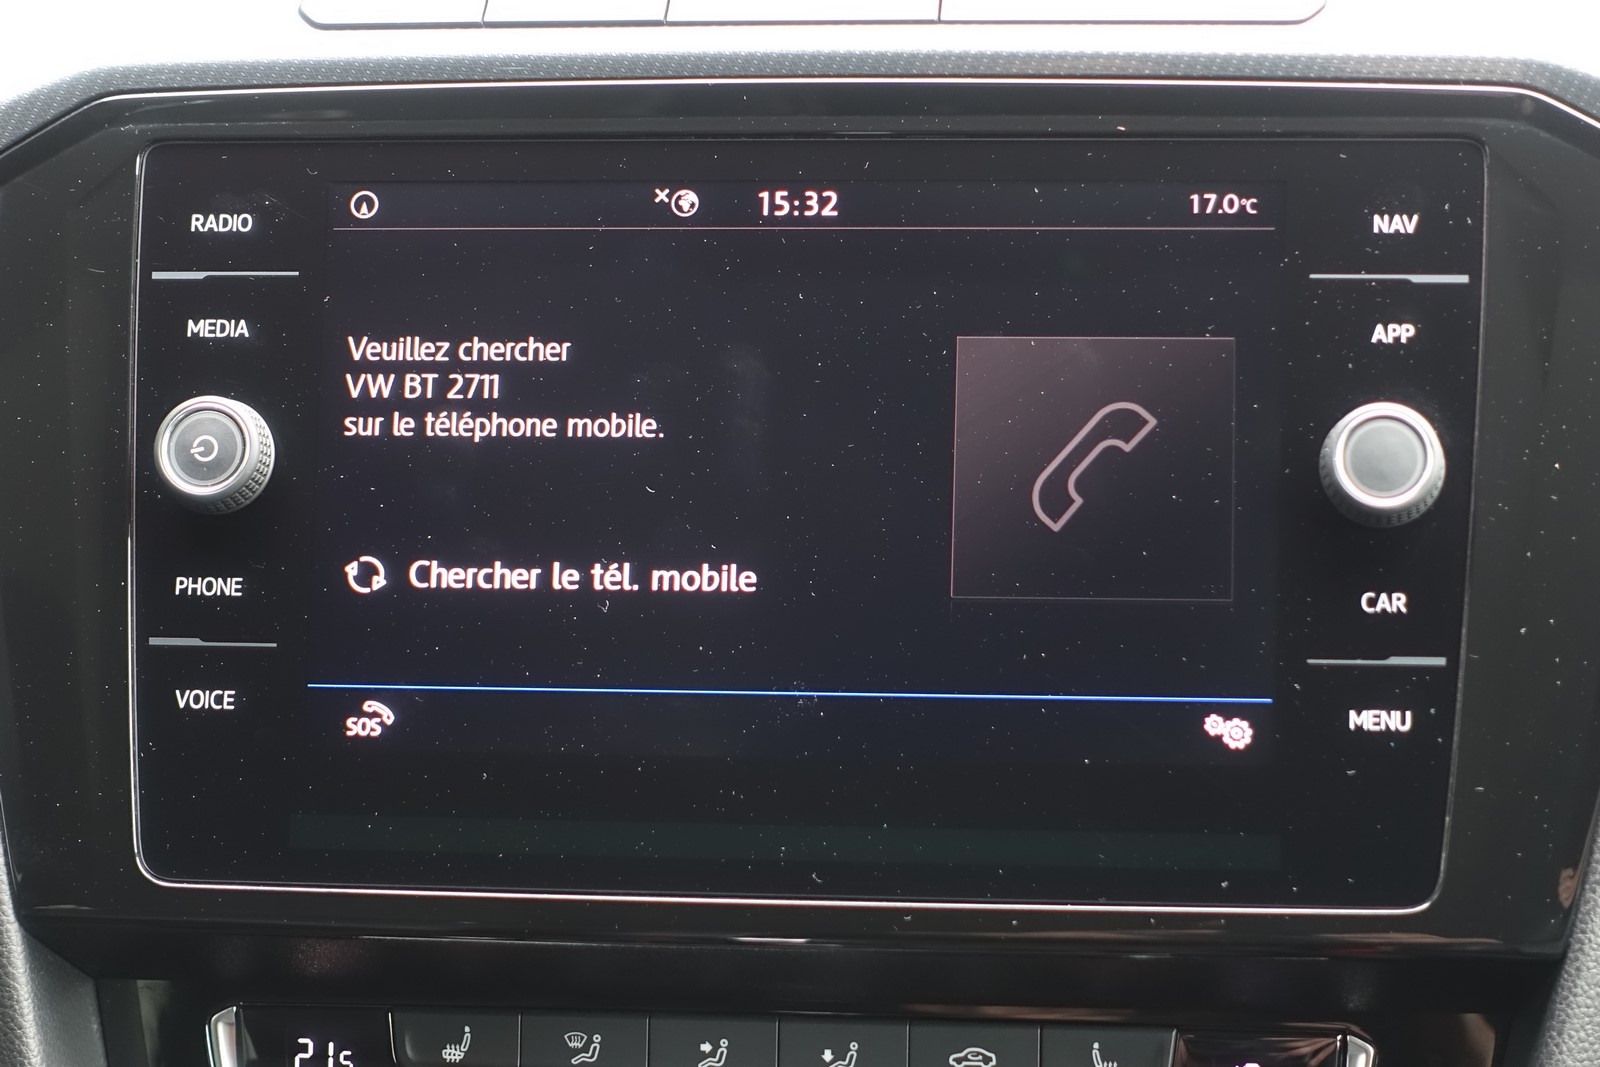 15:32
17.0°C
RADIO
MEDIA
PHONE
VOICE
Veuillez chercher
VW BT 2711
sur le téléphone mobile.
Chercher le tél. mobile
SOS
NAV
APP
CAR
MENU